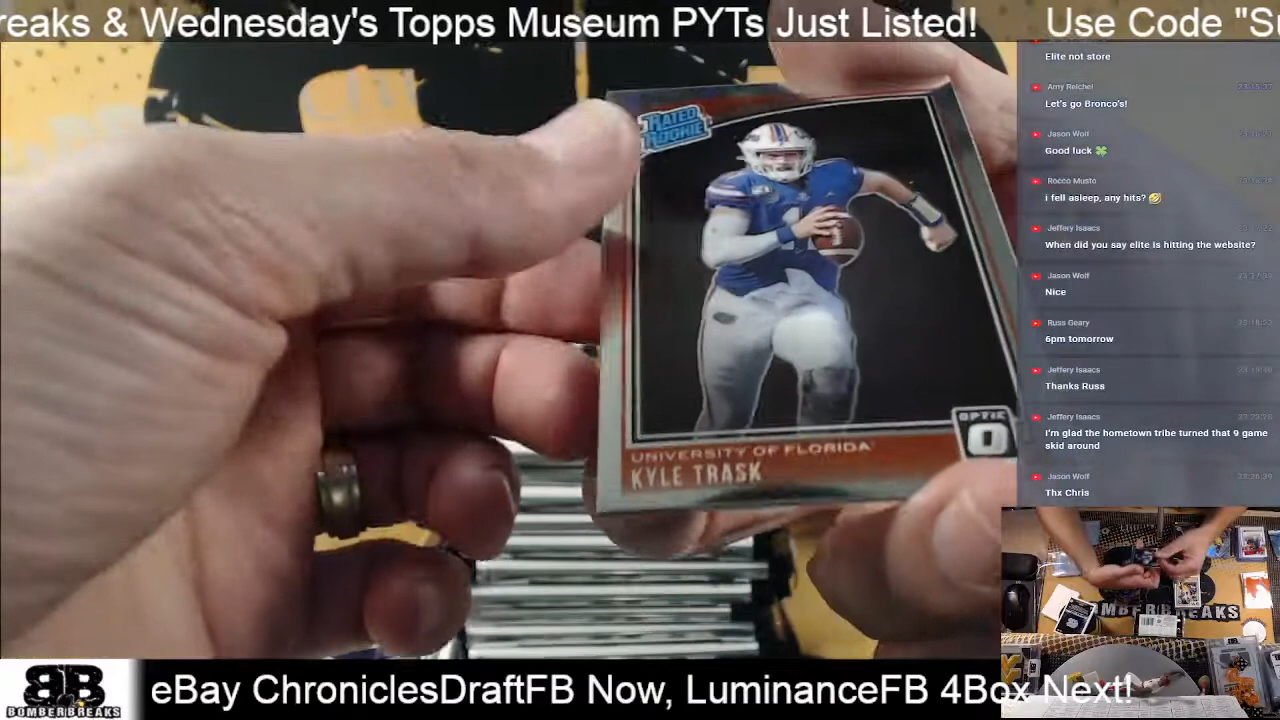 reaks & Wednesday's Topps Museum PYTs Just Listed! Use Code "S
Elite not store
Amy Reichel
Let's go Bronco's!
Jason Wolf
Good luck 🍀
Rocco Musto
i fell asleep, any hits? 🤣
Jeffery Isaacs
When did you say elite is hitting the website?
Jason Wolf
Nice
Russ Geary
6pm tomorrow
Jeffery Isaacs
Thanks Russ
Jeffery Isaacs
I'm glad the hometown tribe turned that 9 game
skid around
Jason Wolf
Thx Chris
RATED
ROOKIE
OPTIC
O
UNIVERSITY OF FLORIDA
KYLE TRASK
BOMBERBREAKS
BB
BOMBERBREAKS
eBay ChroniclesDraftFB Now, LuminanceFB 4Box Next!